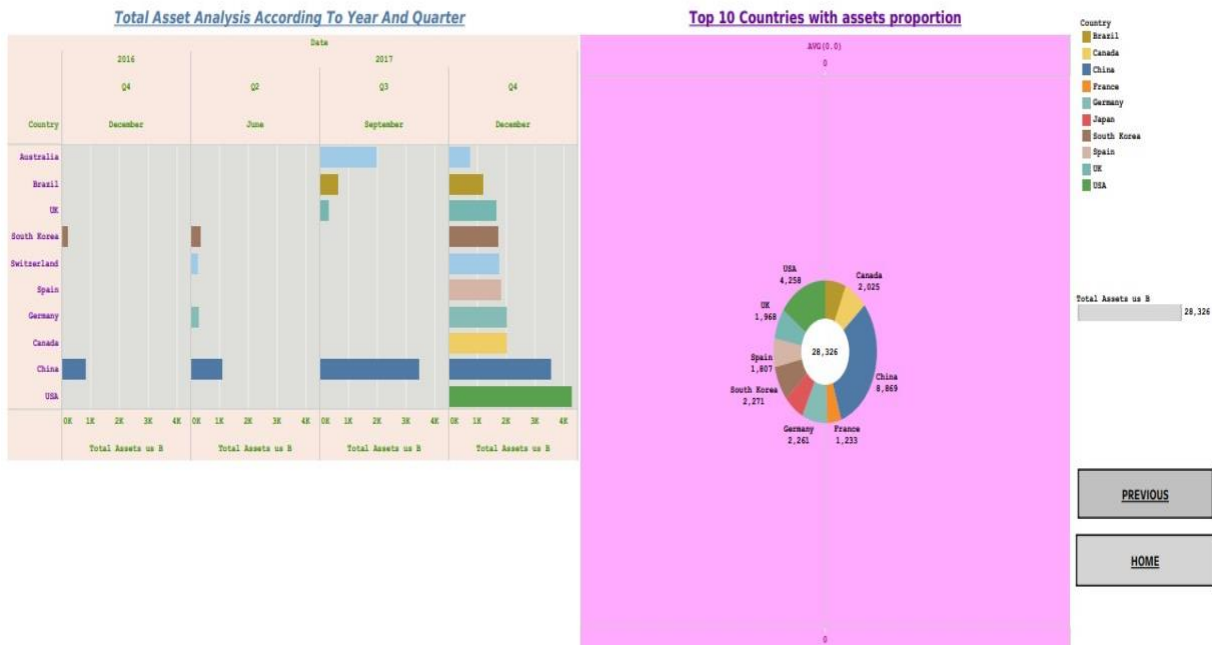 Total Asset Analysis According To Year And Quarter
Date
2016
2017
Q4
Q2
Q3
Q4
Country
December
June
September
December
Australia
Brazil
UK
South Korea
Switzerland
Spain
Germany
Canada
China
USA
0K 1K 2K 3K 4K
0K 1K 2K 3K 4K
0K 1K 2K 3K 4K
0K 1K 2K 3K 4K
Total Assets us B
Total Assets us B
Total Assets us B
Total Assets us B
Top 10 Countries with assets proportion
AVG(0.0)
0
USA
4,258
Canada
2,025
UK
1,968
28,326
Spain
1,807
China
8,869
South Korea
2,271
Germany
2,261
France
1,233
0
Country
Brazil
Canada
China
France
Germany
Japan
South Korea
Spain
UK
USA
Total Assets us B
28,326
PREVIOUS
HOME